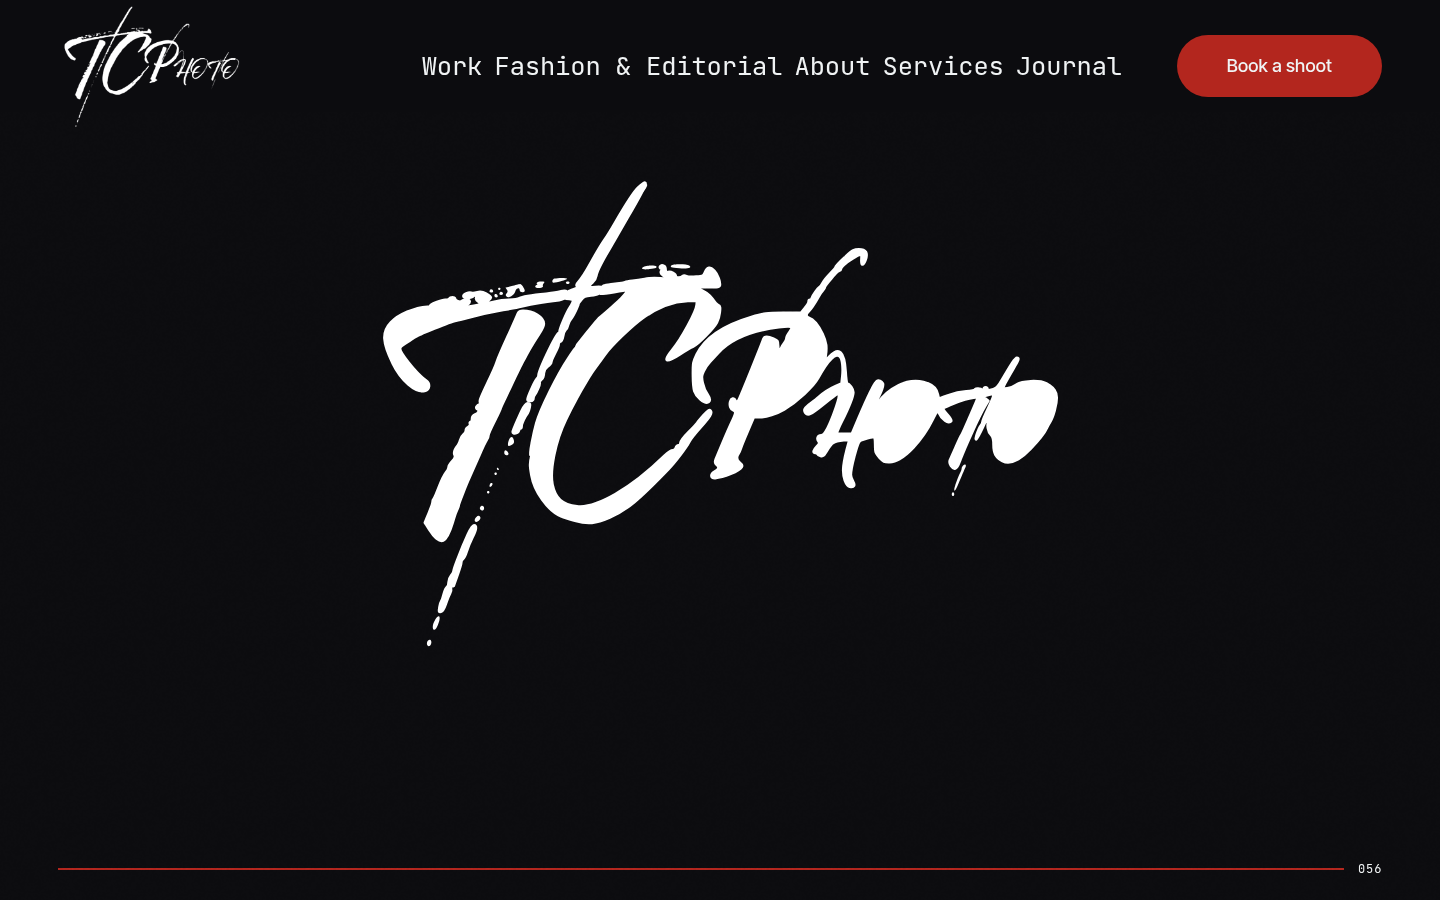 TCPHOTO
Work Fashion & Editorial About Services Journal
Book a shoot
TCPHOTO
056